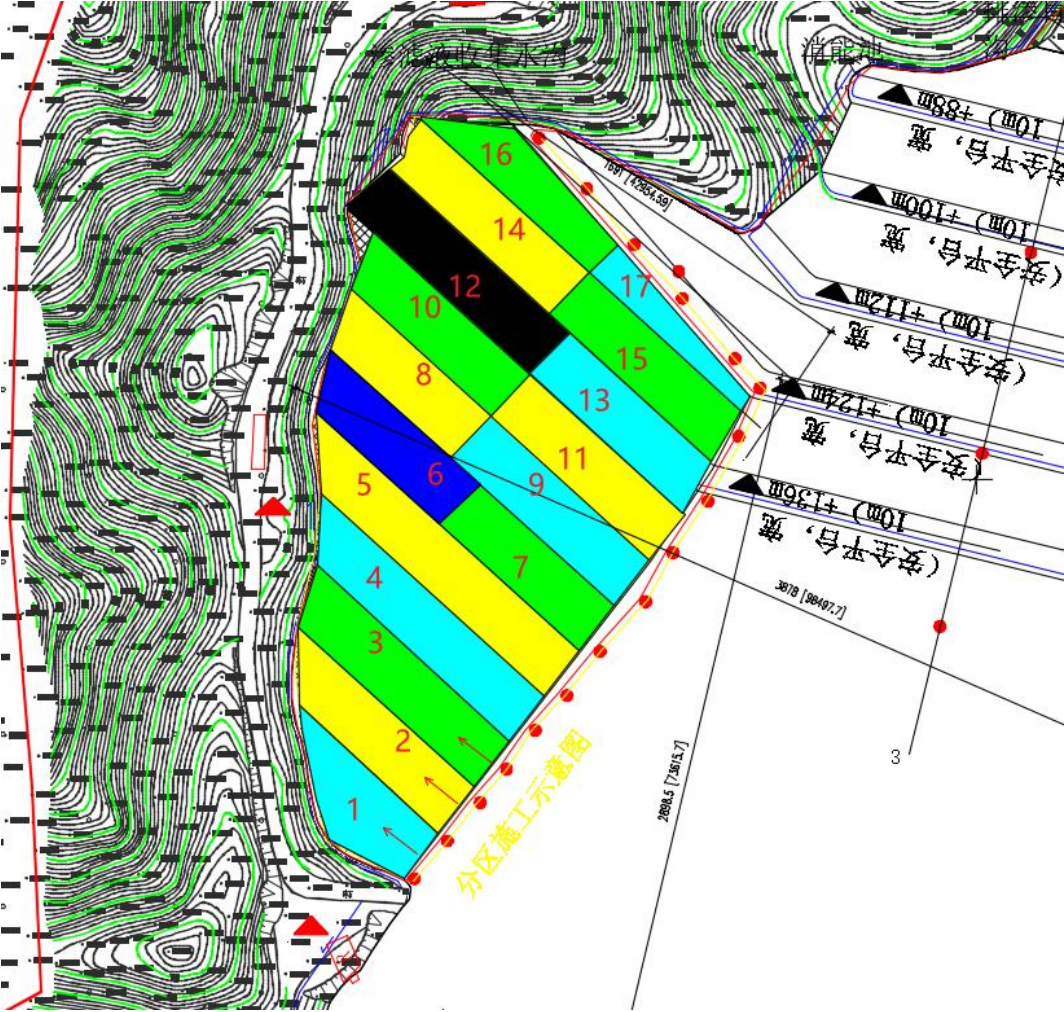 渗滤液收集水沟
消能池
沟
+88m
10m)
宽
(安全平台,
+100m
10m)
宽
(安全平台,
+112m
10m)
宽
(安全平台,
+124m
10m)
宽
(安全平台,
+136m
10m)
宽
(安全平台,
16
14
17
12
10
15
8
13
11
5
6
9
7
4
3
2
1
1691 [42954.59]
3878 [98497.7]
2898.5 [73615.7]
3
分区施工示意图